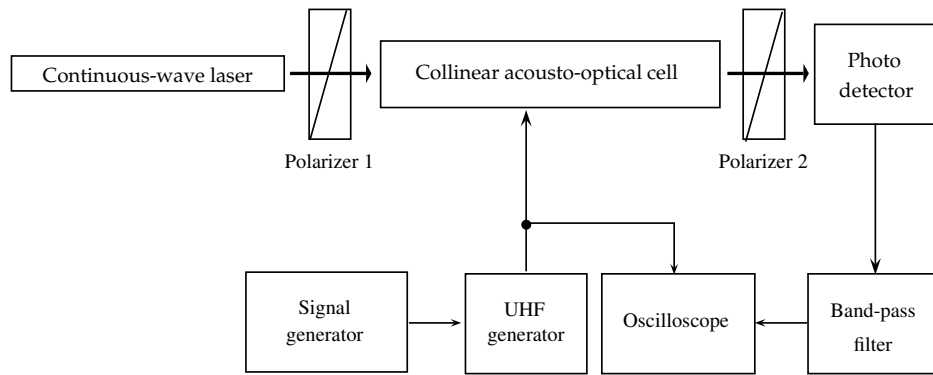 Continuous-wave laser
Collinear acousto-optical cell
Photo
detector
Polarizer 1
Polarizer 2
Signal
generator
UHF
generator
Oscilloscope
Band-pass
filter